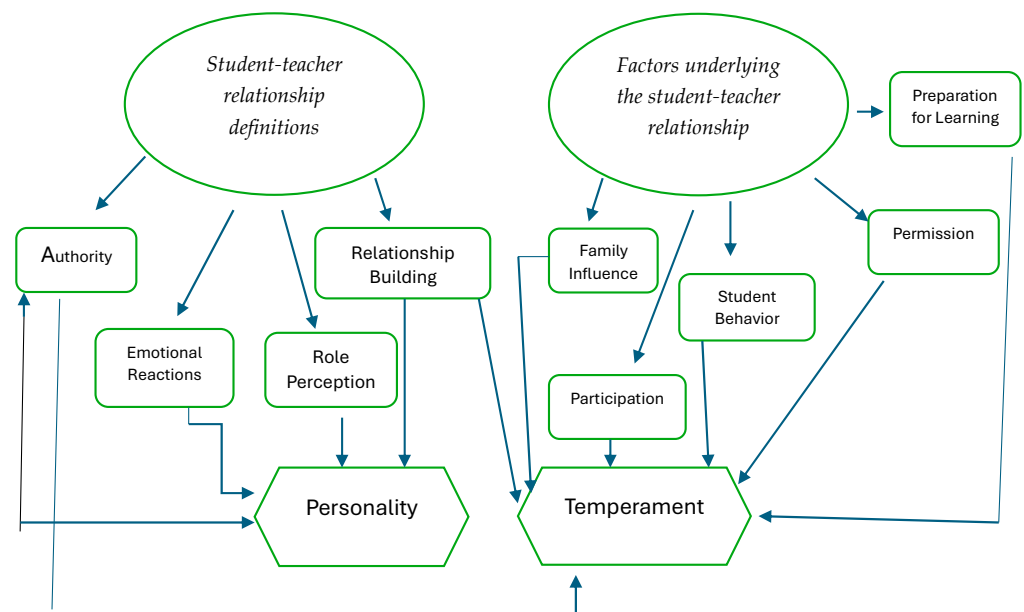 Student-teacher
relationship
definitions
Factors underlying
the student-teacher
relationship
Preparation
for Learning
Authority
Relationship
Building
Family
Influence
Permission
Student
Behavior
Emotional
Reactions
Role
Perception
Participation
Personality
Temperament